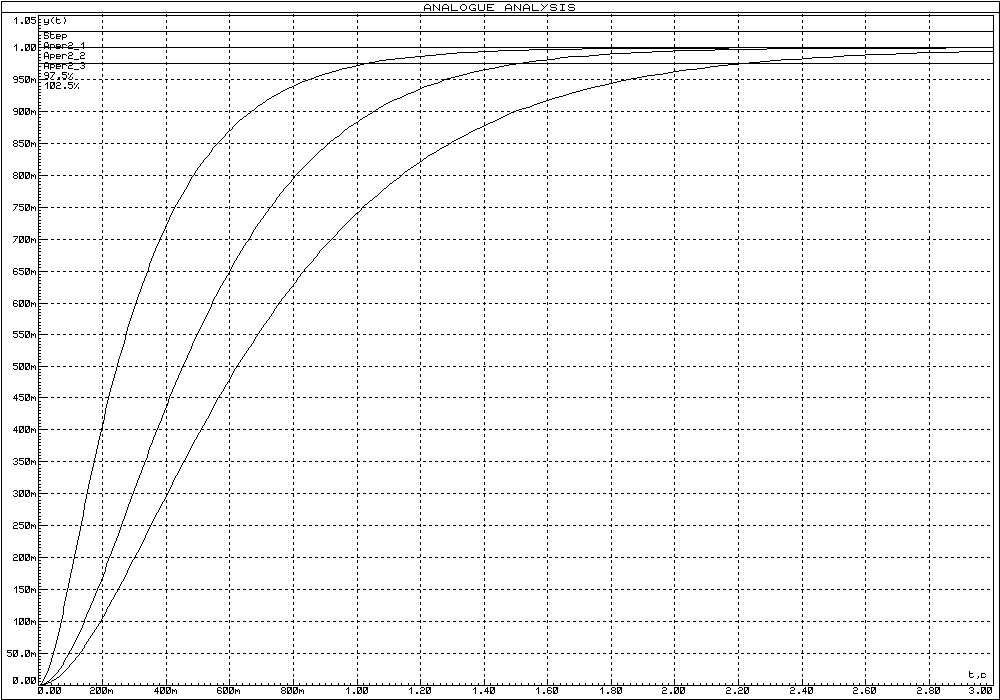 ANALOGUE ANALYSIS
1.05 y(t)
Step
1.00 Aper2_1
Aper2_2
Aper2_3
950m 97.5%
102.5%
900m
850m
800m
750m
700m
650m
600m
550m
500m
450m
400m
350m
300m
250m
200m
150m
100m
50.0m
0.00 t,c
0.00 200m 400m 600m 800m 1.00 1.20 1.40 1.60 1.80 2.00 2.20 2.40 2.60 2.80 3.00